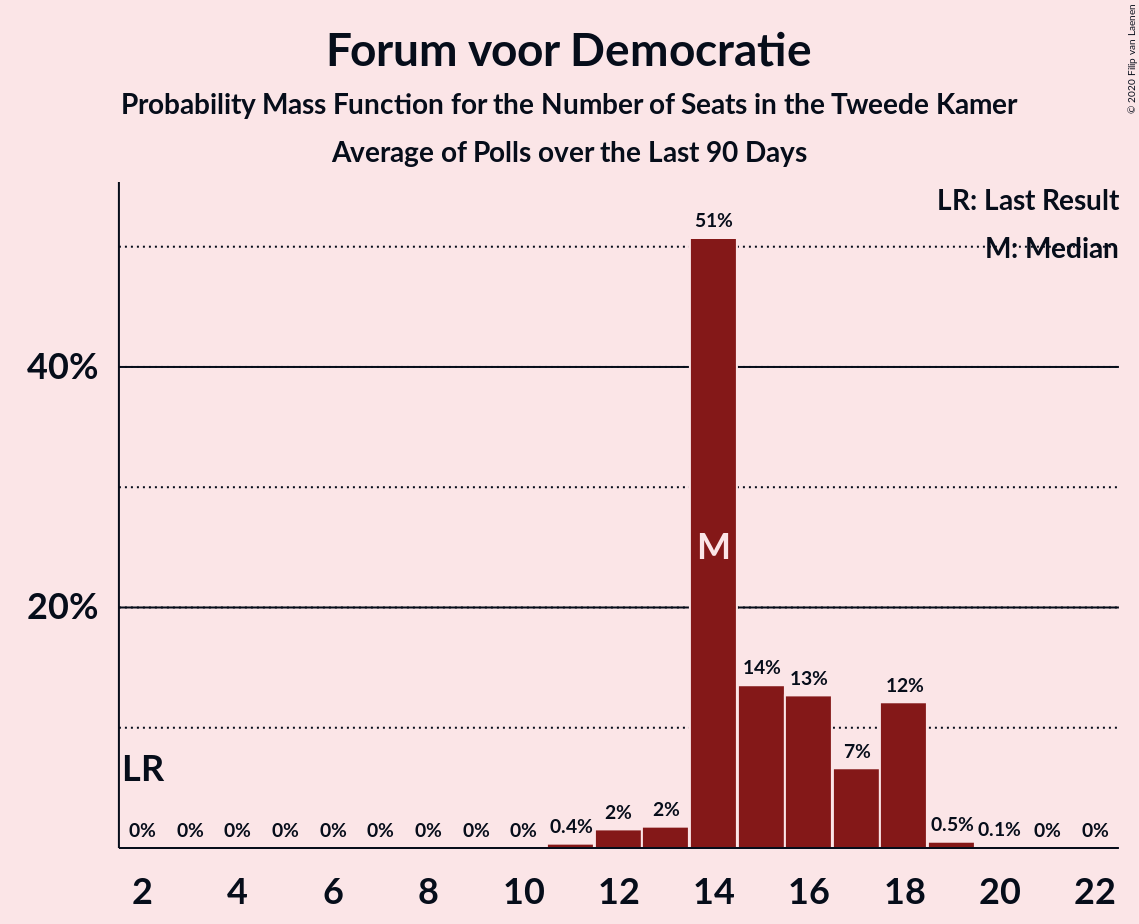 Forum voor Democratie
Probability Mass Function for the Number of Seats in the Tweede Kamer
Average of Polls over the Last 90 Days
© 2020 Filip van Laenen
LR: Last Result
M: Median
40%
20%
51%
M
14%
13%
12%
7%
LR
0% 0% 0% 0% 0% 0% 0% 0% 0% 0.4% 2% 2% 0.5% 0.1% 0% 0%
2 4 6 8 10 12 14 16 18 20 22